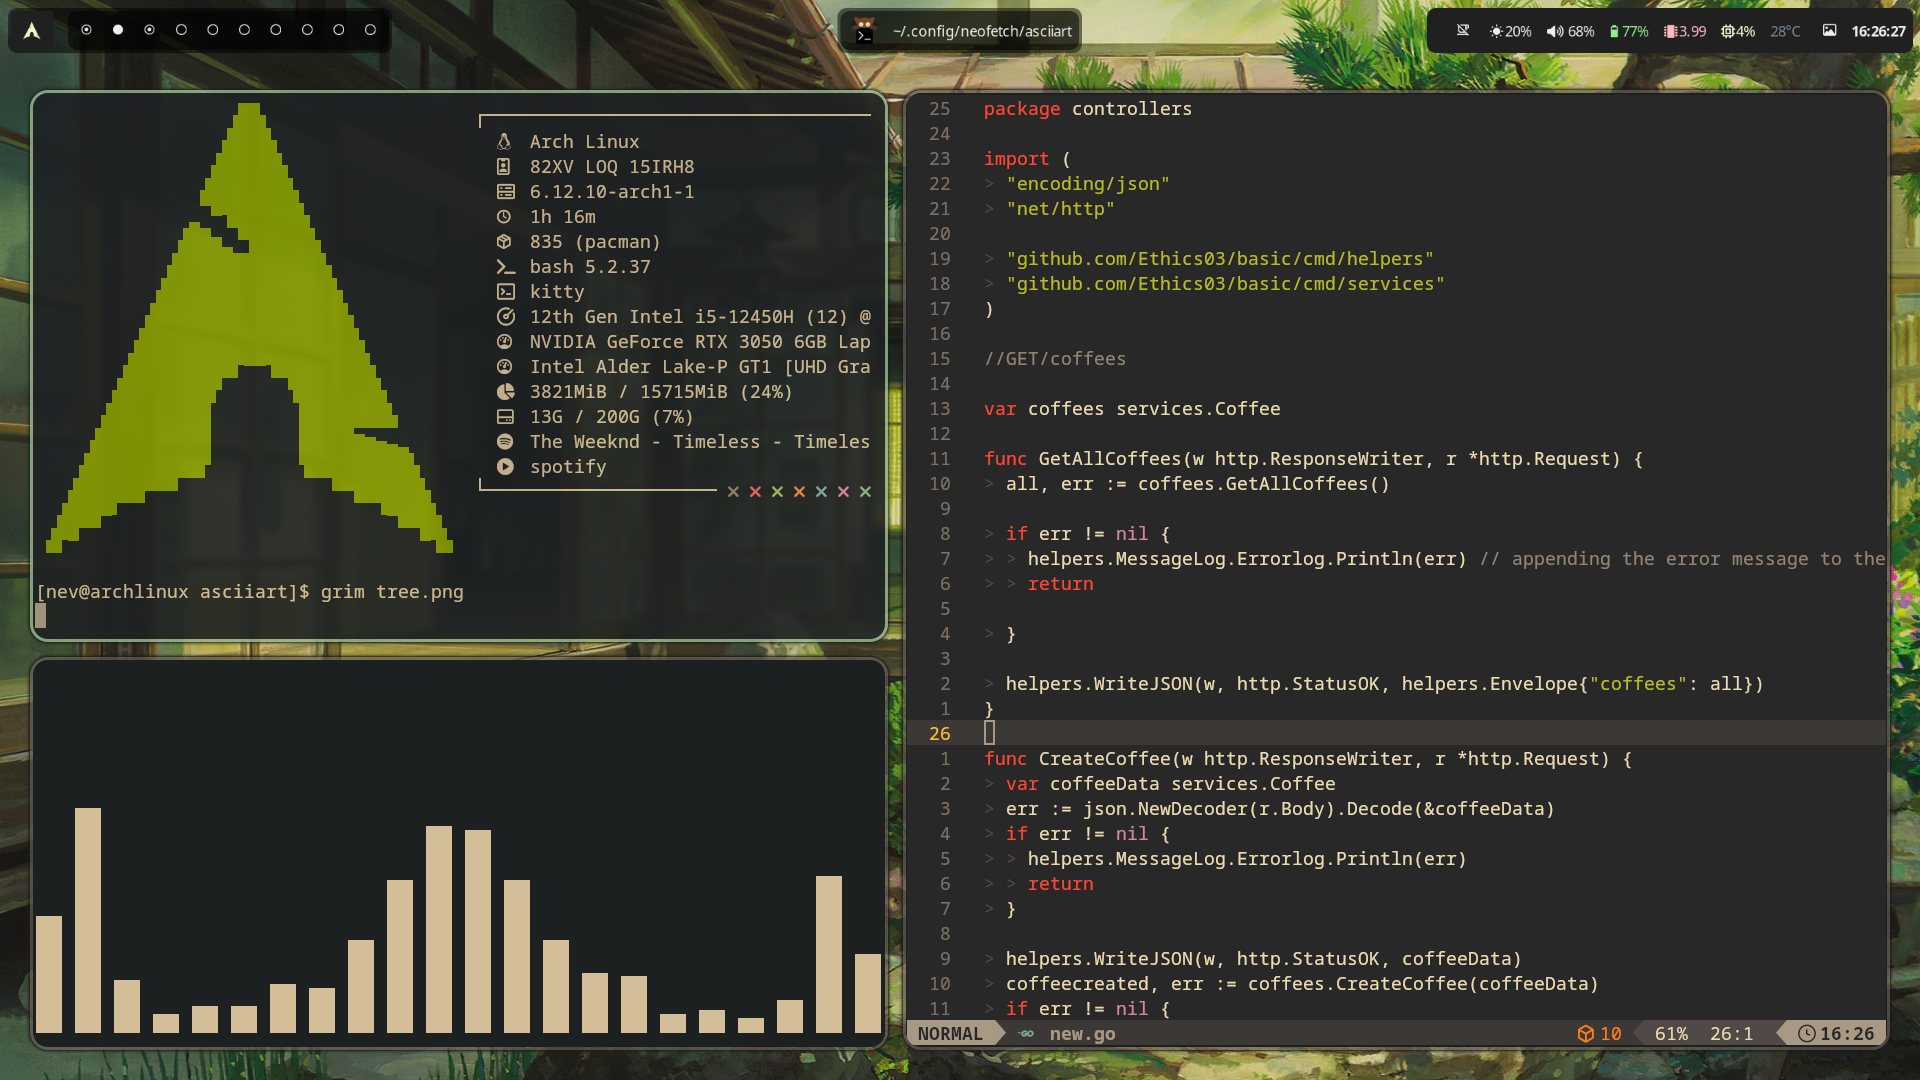 ~/.config/neofetch/asciiart
20% 68% 77% 3.99 4% 28°C 16:26:27
Arch Linux
82XV LOQ 15IRH8
6.12.10-arch1-1
1h 16m
835 (pacman)
bash 5.2.37
kitty
12th Gen Intel i5-12450H (12) @
NVIDIA GeForce RTX 3050 6GB Lap
Intel Alder Lake-P GT1 [UHD Gra
3821MiB / 15715MiB (24%)
13G / 200G (7%)
The Weeknd - Timeless - Timeles
spotify
[nev@archlinux asciiart]$ grim tree.png
25 package controllers
24
23 import (
22 > "encoding/json"
21 > "net/http"
20
19 > "github.com/Ethics03/basic/cmd/helpers"
18 > "github.com/Ethics03/basic/cmd/services"
17 )
16
15 //GET/coffees
14
13 var coffees services.Coffee
12
11 func GetAllCoffees(w http.ResponseWriter, r *http.Request) {
10 > all, err := coffees.GetAllCoffees()
9
8 > if err != nil {
7 > > helpers.MessageLog.Errorlog.Println(err) // appending the error message to the
6 > > return
5
4 > }
3
2 > helpers.WriteJSON(w, http.StatusOK, helpers.Envelope{"coffees": all})
1 }
26
1 func CreateCoffee(w http.ResponseWriter, r *http.Request) {
2 > var coffeeData services.Coffee
3 > err := json.NewDecoder(r.Body).Decode(&coffeeData)
4 > if err != nil {
5 > > helpers.MessageLog.Errorlog.Println(err)
6 > > return
7 > }
8
9 > helpers.WriteJSON(w, http.StatusOK, coffeeData)
10 > coffeecreated, err := coffees.CreateCoffee(coffeeData)
11 > if err != nil {
NORMAL new.go 10 61% 26:1 16:26